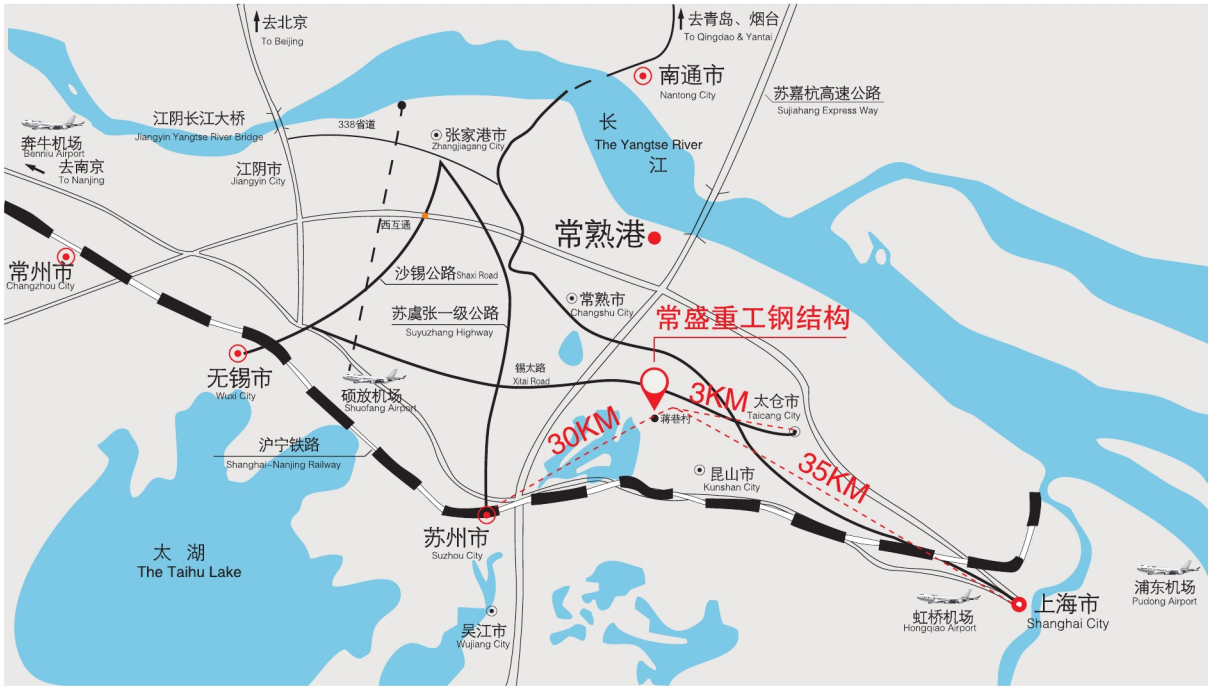 去北京
To Beijing
去青岛、烟台
To Qingdao & Yantai
南通市
Nantong City
苏嘉杭高速公路
Sujiahang Express Way
江阴长江大桥
Jiangyin Yangtse River Bridge
338省道
张家港市
Zhangjiagang City
长
The Yangtse River
江
奔牛机场
Benniu Airport
去南京
To Nanjing
江阴市
Jiangyin City
西互通
常熟港
常州市
Changzhou City
沙锡公路Shaxi Road
苏虞张一级公路
Suyuzhang Highway
常熟市
Changshu City
常盛重工钢结构
无锡市
Wuxi City
硕放机场
Shuofang Airport
锡太路
Xitai Road
3KM
太仓市
Taicang City
蒋巷村
30KM
35KM
沪宁铁路
Shanghai-Nanjing Railway
昆山市
Kunshan City
苏州市
Suzhou City
太 湖
The Taihu Lake
吴江市
Wujiang City
虹桥机场
Hongqiao Airport
上海市
Shanghai City
浦东机场
Pudong Airport